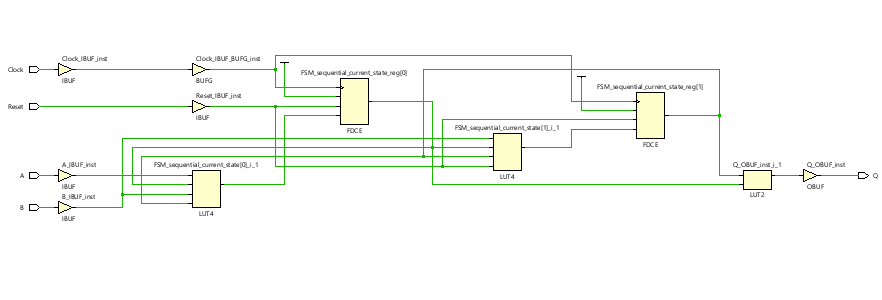 Clock
Clock_IBUF_inst
IBUF
Clock_IBUF_BUFG_inst
BUFG
FSM_sequential_current_state_reg[0]
FDCE
FSM_sequential_current_state_reg[1]
FDCE
Reset
Reset_IBUF_inst
IBUF
FSM_sequential_current_state[1]_i_1
LUT4
A
A_IBUF_inst
IBUF
FSM_sequential_current_state[0]_i_1
LUT4
B
B_IBUF_inst
IBUF
Q_OBUF_inst_i_1
LUT2
Q_OBUF_inst
OBUF
Q